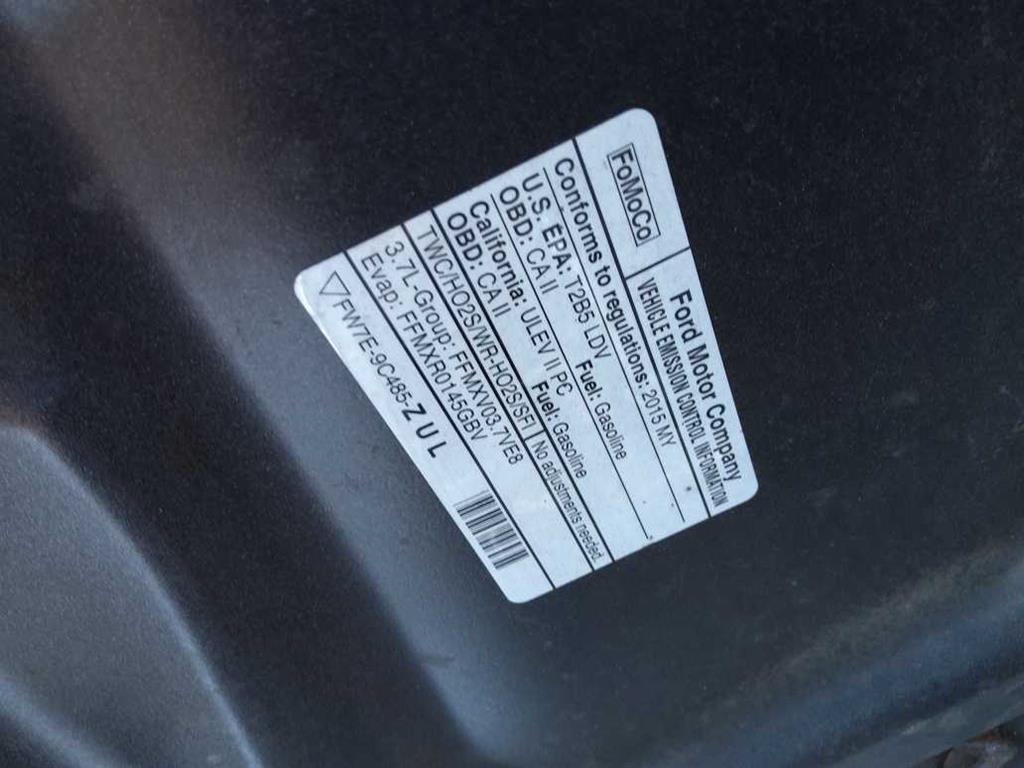 FoMoCo
Ford Motor Company
VEHICLE EMISSION CONTROL INFORMATION
Conforms to regulations: 2015 MY
U.S. EPA: T2B5 LDV Fuel: Gasoline
OBD: CA II
California: ULEV II PC Fuel: Gasoline
OBD: CA II
TWC/HO2S/WR-HO2S/SFI No adjustments needed.
3.7L-Group: FFMXV03.7VE8
Evap: FFMXR0145GBV
FW7E-9C485-ZUL